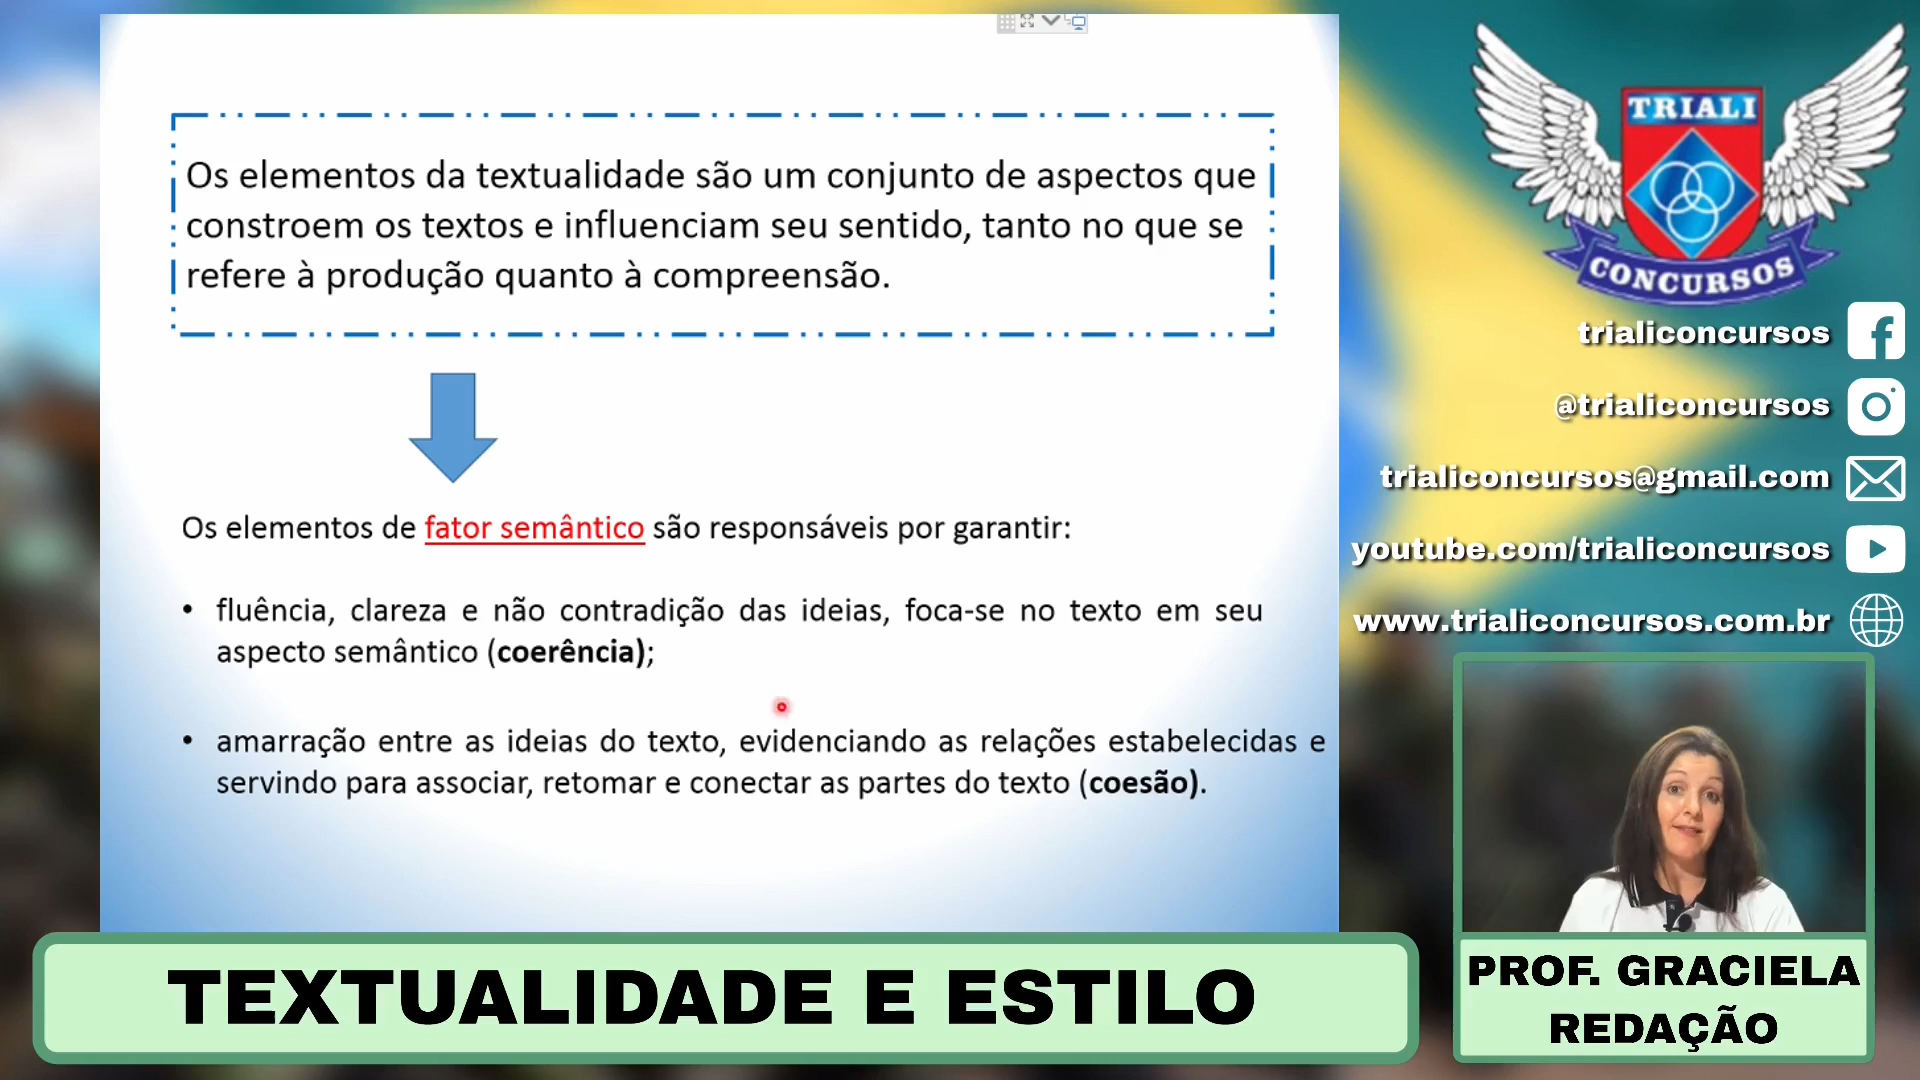 Os elementos da textualidade são um conjunto de aspectos que
constroem os textos e influenciam seu sentido, tanto no que se
refere à produção quanto à compreensão.
Os elementos de fator semântico são responsáveis por garantir:
• fluência, clareza e não contradição das ideias, foca-se no texto em seu
aspecto semântico (coerência);
• amarração entre as ideias do texto, evidenciando as relações estabelecidas e
servindo para associar, retomar e conectar as partes do texto (coesão).
TRIALI
CONCURSOS
trialiconcursos
@trialiconcursos
trialiconcursos@gmail.com
youtube.com/trialiconcursos
www.trialiconcursos.com.br
TEXTUALIDADE E ESTILO
PROF. GRACIELA
REDAÇÃO